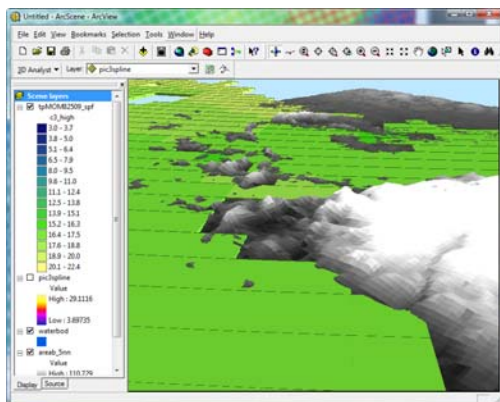 Untitled - ArcScene - ArcView
File Edit View Bookmarks Selection Tools Window Help
3D Analyst Layer: pic3spline
Scene layers
tpMOMB2509_spf
c3_high
3.0 - 3.7
3.8 - 5.0
5.1 - 6.4
6.5 - 7.9
8.0 - 9.5
9.6 - 11.0
11.1 - 12.4
12.5 - 13.8
13.9 - 15.1
15.2 - 16.3
16.4 - 17.5
17.6 - 18.8
18.9 - 20.0
20.1 - 22.4
pic3spline
Value
High : 29.1116
Low : 3.69735
waterbod
areab_5nn
Value
High : 110.729
Display Source